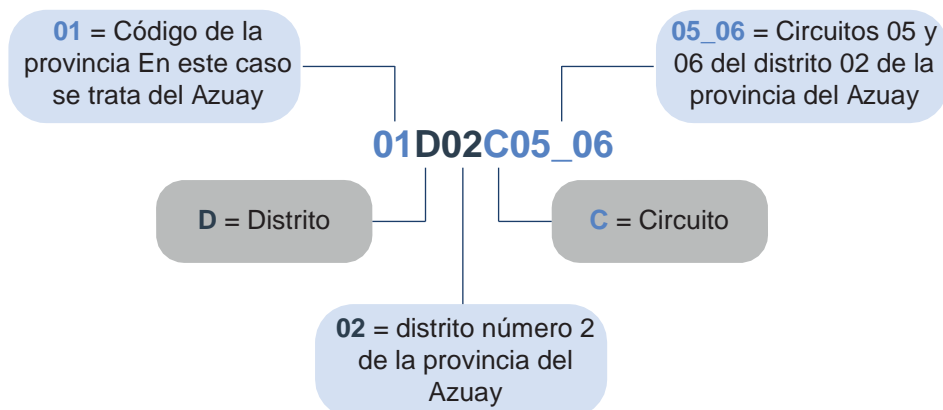 01 = Código de la
provincia En este caso
se trata del Azuay
05_06 = Circuitos 05 y
06 del distrito 02 de la
provincia del Azuay
01D02C05_06
D = Distrito
C = Circuito
02 = distrito número 2
de la provincia del
Azuay